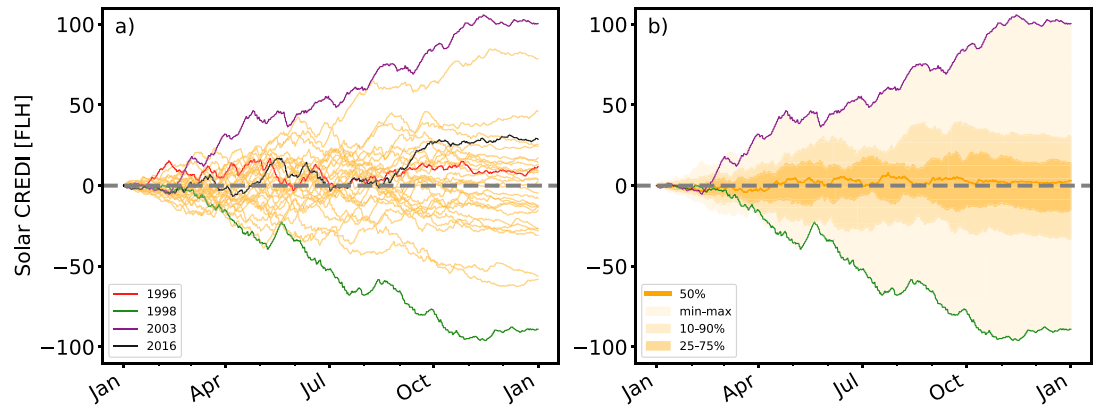 a)
Solar CREDI [FLH]
100
50
0
−50
−100
1996
1998
2003
2016
Jan
Apr
Jul
Oct
Jan
b)
100
50
0
−50
−100
50%
min-max
10-90%
25-75%
Jan
Apr
Jul
Oct
Jan